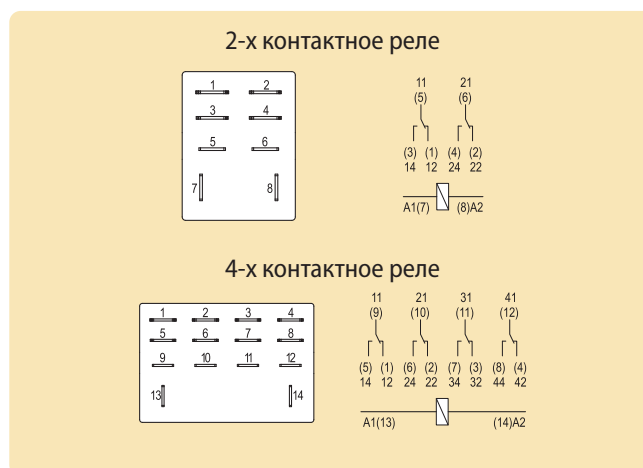 2-х контактное реле
1 2
3 4
5 6
7 8
11 21
(5) (6)
(3) (1) (4) (2)
14 12 24 22
A1(7) (8)A2
4-х контактное реле
1 2 3 4
5 6 7 8
9 10 11 12
13 14
11 21 31 41
(9) (10) (11) (12)
(5) (1) (6) (2) (7) (3) (8) (4)
14 12 24 22 34 32 44 42
A1(13) (14)A2